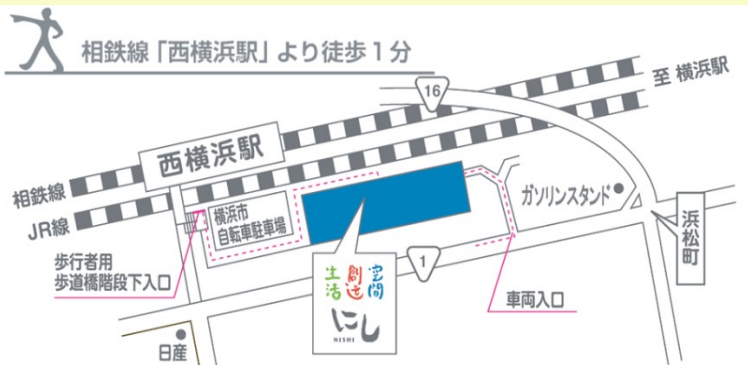 相鉄線「西横浜駅」より徒歩1分
16
至 横浜駅
西横浜駅
相鉄線
JR線
横浜市
自転車駐車場
ガソリンスタンド
浜松町
歩行者用
歩道橋階段下入口
1
生活創造空間
にし
NISHI
車両入口
日産